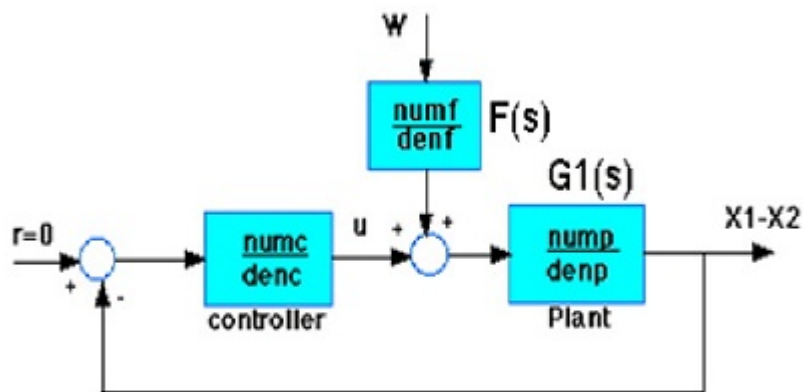 W
numf
denf
F(s)
G1(s)
r=0
+
-
numc
denc
controller
u
+
+
nump
denp
Plant
X1-X2